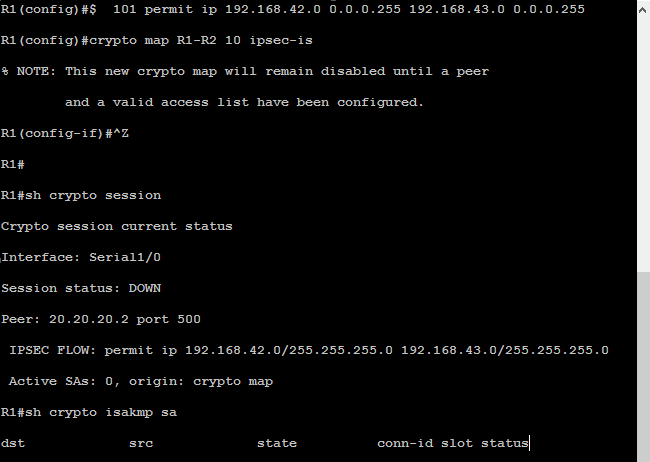 R1(config)#$  101 permit ip 192.168.42.0 0.0.0.255 192.168.43.0 0.0.0.255
R1(config)#crypto map R1-R2 10 ipsec-is
% NOTE: This new crypto map will remain disabled until a peer
        and a valid access list have been configured.
R1(config-if)#^Z
R1#
R1#sh crypto session
Crypto session current status
Interface: Serial1/0
Session status: DOWN
Peer: 20.20.20.2 port 500
 IPSEC FLOW: permit ip 192.168.42.0/255.255.255.0 192.168.43.0/255.255.255.0
 Active SAs: 0, origin: crypto map
R1#sh crypto isakmp sa
dst             src             state          conn-id slot status